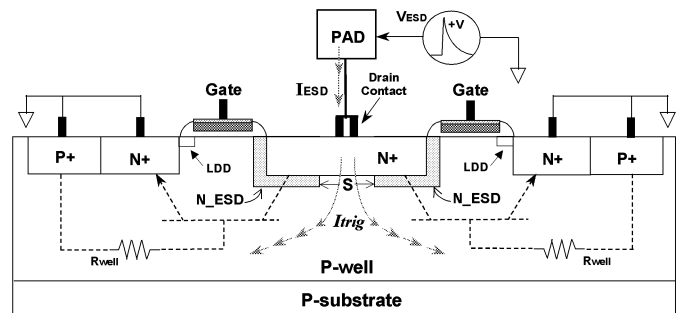 VESD
+V
PAD
IESD
Drain
Contact
Gate
Gate
P+
N+
LDD
N+
LDD
N+
P+
N_ESD
S
N_ESD
Itrig
Rwell
Rwell
P-well
P-substrate